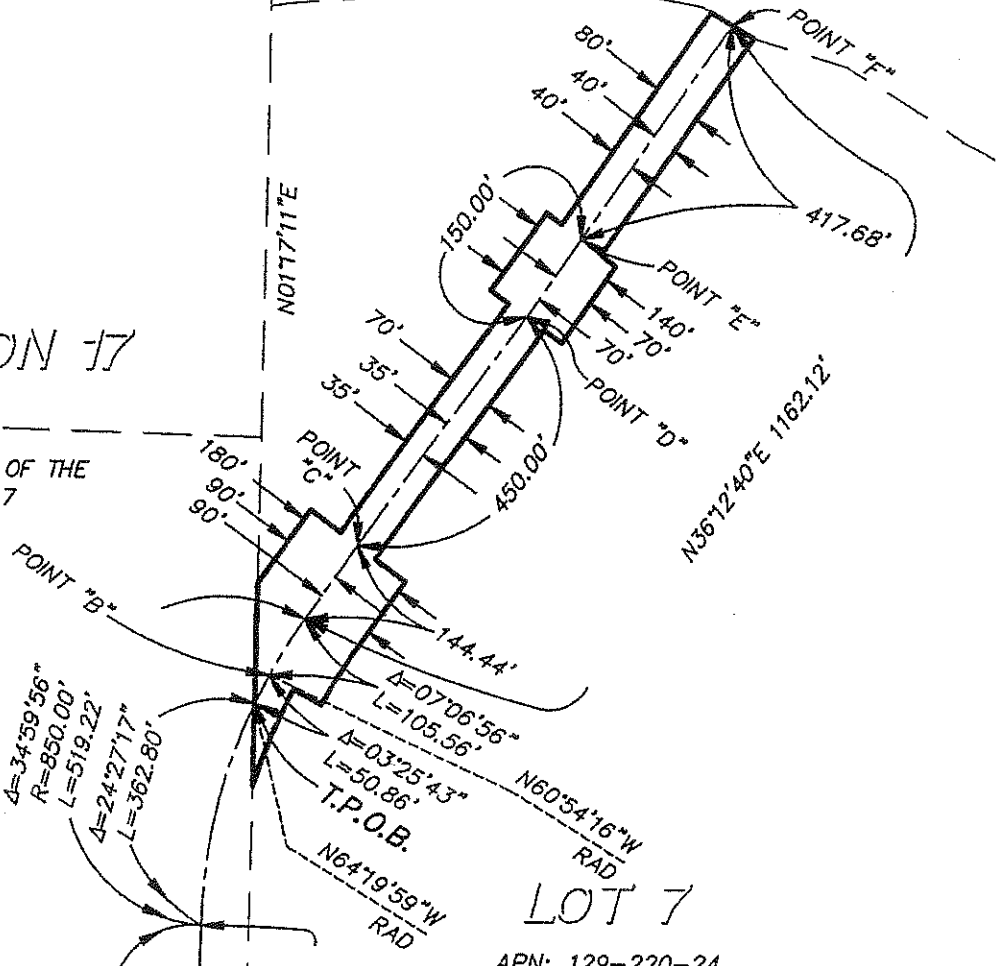 POINT "F"
80'
40'
40'
150.00'
417.68'
N01°17'11"E
POINT "E"
140'
70'
70'
POINT "D"
70'
35'
35'
ON 17
OF THE
7
POINT
"C"
450.00'
N36°12'40"E 1162.12'
180'
90'
90'
POINT "B"
144.44'
Δ=07°06'56"
L=105.56'
Δ=34°59'56"
R=850.00'
L=519.22'
Δ=24°27'17"
L=362.80'
Δ=03°25'43"
L=50.86'
T.P.O.B.
N60°54'16"W
RAD
N64°19'59"W
RAD
LOT 7
APN: 129-220-24